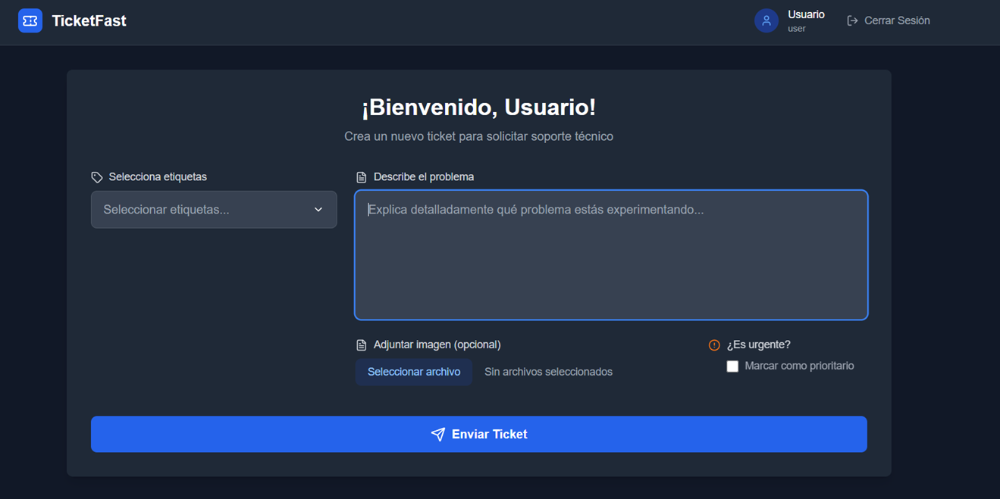 TicketFast
Usuario
user
Cerrar Sesión
¡Bienvenido, Usuario!
Crea un nuevo ticket para solicitar soporte técnico
Selecciona etiquetas
Seleccionar etiquetas...
Describe el problema
Explica detalladamente qué problema estás experimentando...
Adjuntar imagen (opcional)
Seleccionar archivo
Sin archivos seleccionados
¿Es urgente?
Marcar como prioritario
Enviar Ticket